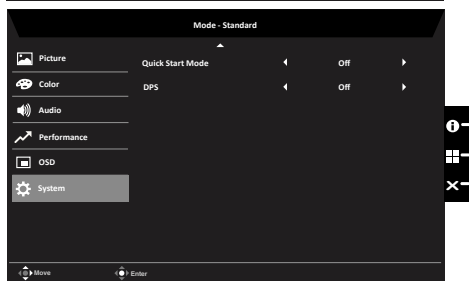 Mode - Standard
Picture
Color
Audio
Performance
OSD
System
Quick Start Mode Off
DPS Off
Move Enter